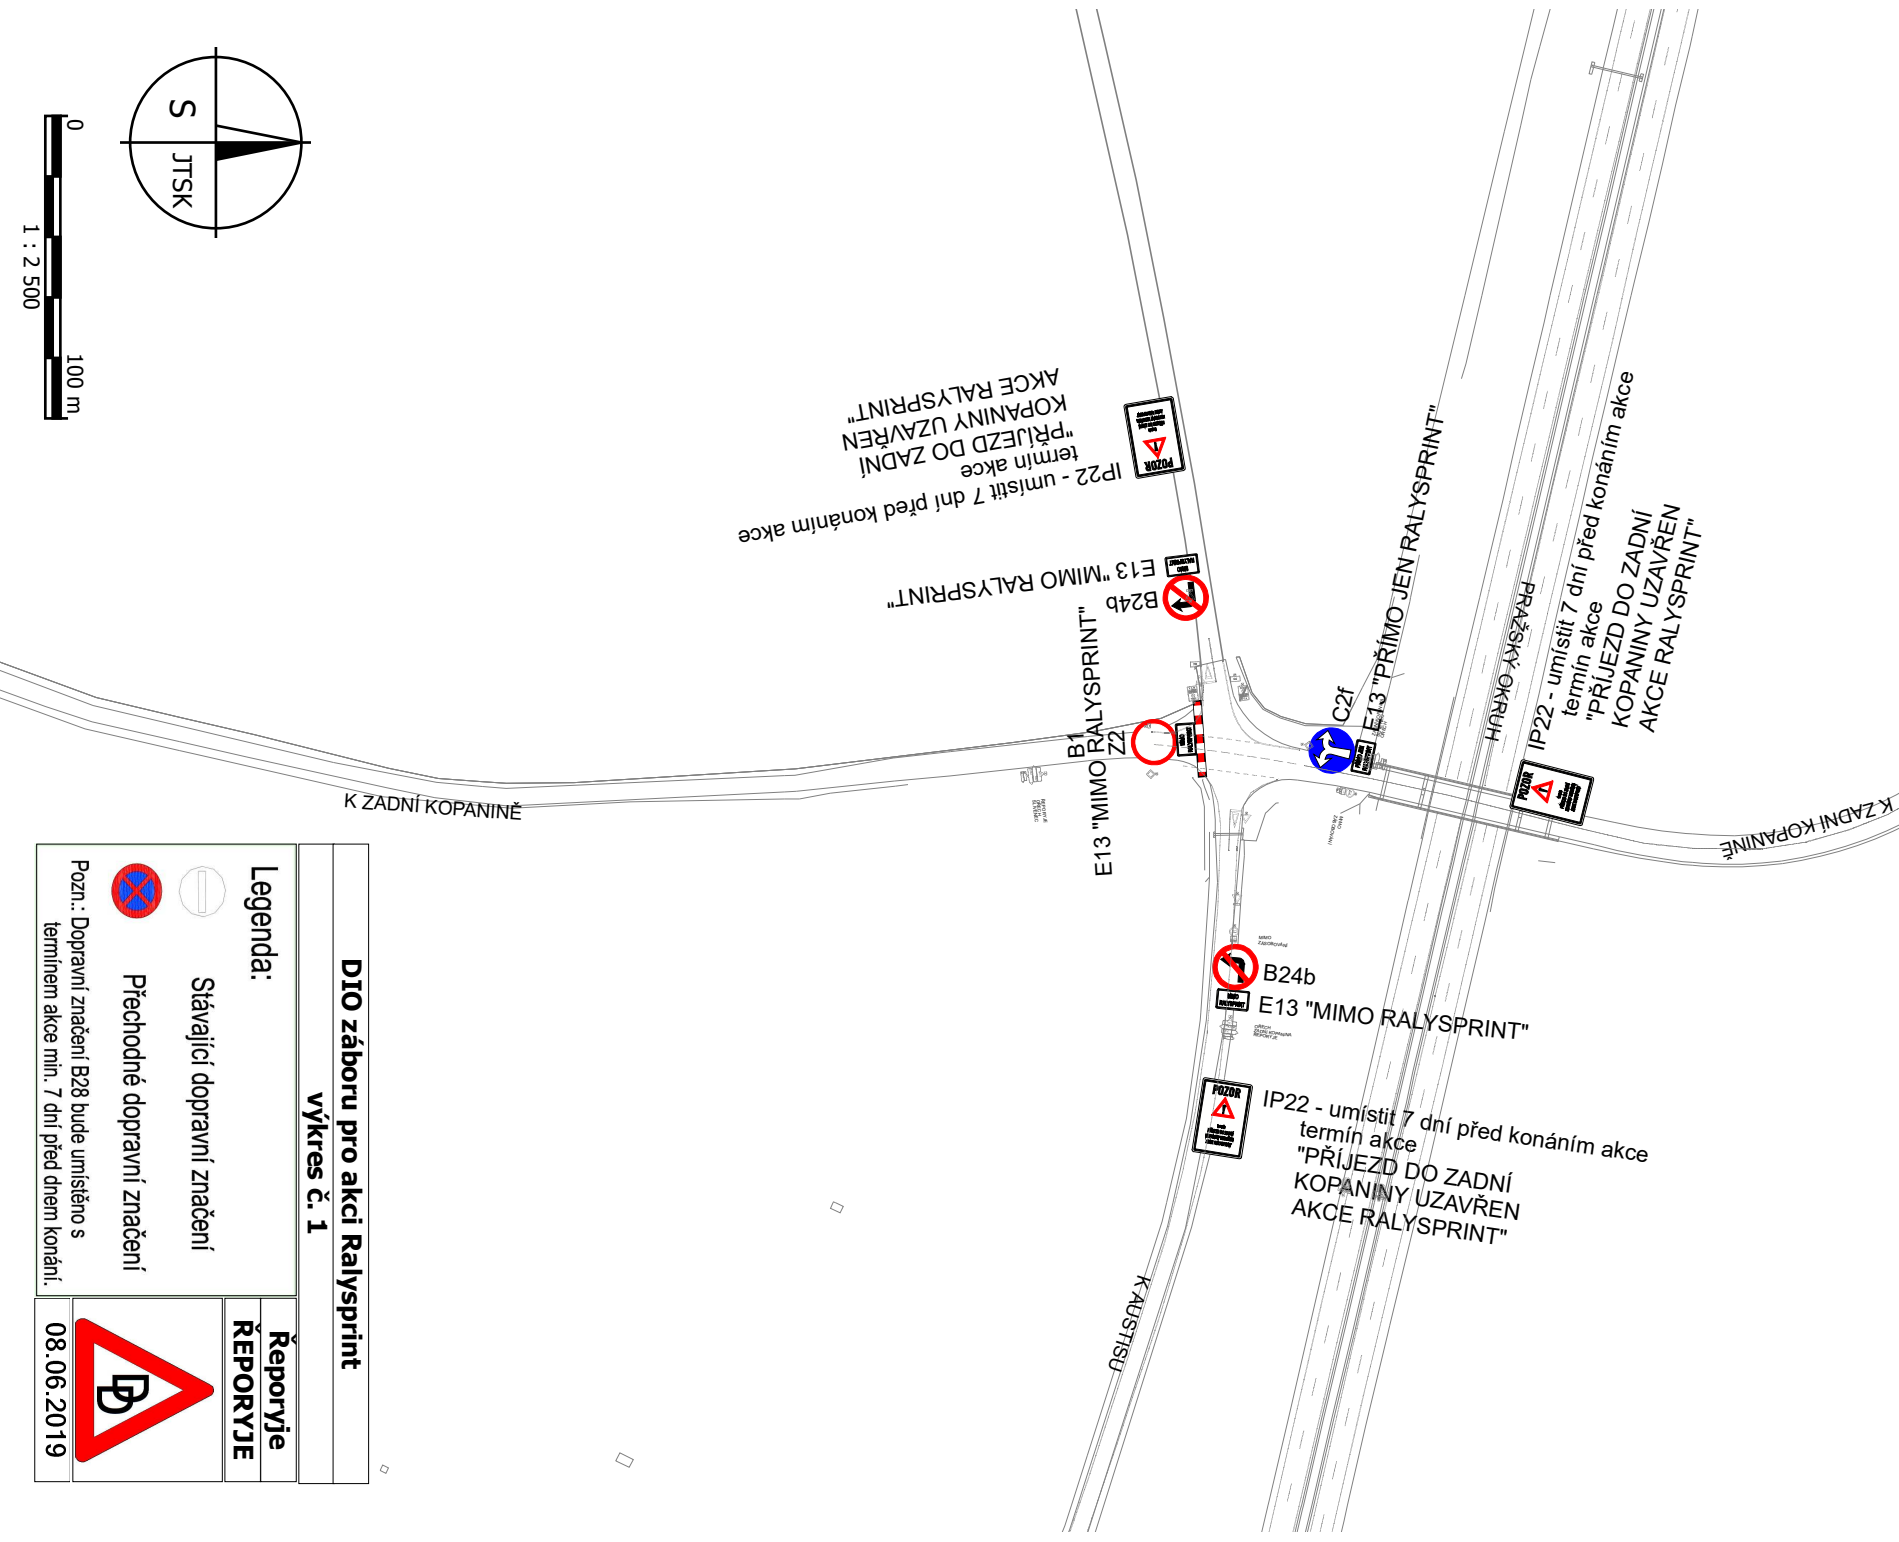 S
JTSK
0
100 m
1 : 2 500
IP22 - umístit 7 dní před konáním akce
termín akce
"PŘÍJEZD DO ZADNÍ
KOPANINY UZAVŘEN
AKCE RALYSPRINT"
POZOR
E13 "MIMO RALYSPRINT"
B24b
B1
Z2
E13 "MIMO RALYSPRINT"
C2f
E13 "PŘÍMO JEN RALYSPRINT"
PRAŽSKÝ OKRUH
IP22 - umístit 7 dní před konáním akce
termín akce
"PŘÍJEZD DO ZADNÍ
KOPANINY UZAVŘEN
AKCE RALYSPRINT"
POZOR
K ZADNÍ KOPANINĚ
K ZADNÍ KOPANINĚ
B24b
E13 "MIMO RALYSPRINT"
MIMO
RALYSPRINT
POZOR
IP22 - umístit 7 dní před konáním akce
termín akce
"PŘÍJEZD DO ZADNÍ
KOPANINY UZAVŘEN
AKCE RALYSPRINT"
K AUSTISU
DIO záboru pro akci Ralysprint
výkres č. 1
Legenda:
Stávající dopravní značení
Přechodné dopravní značení
Pozn.: Dopravní značení B28 bude umístěno s
termínem akce min. 7 dní před dnem konání.
Řeporyje
ŘEPORYJE
08.06.2019